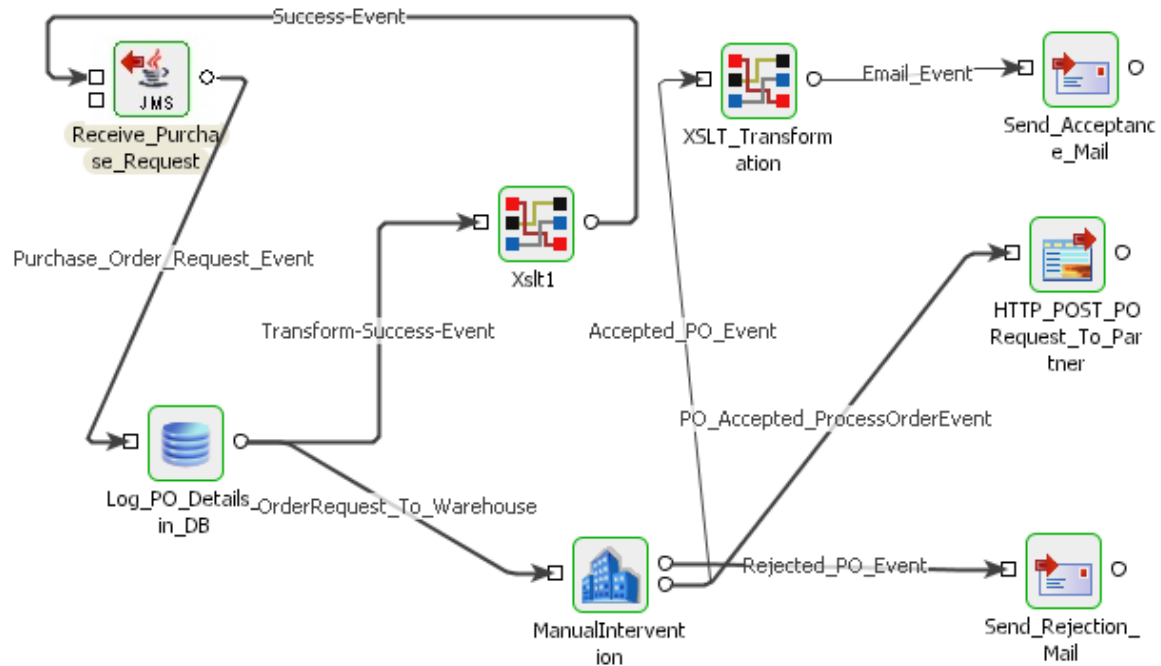 Success-Event
JMS
Receive_Purcha
se_Request
XSLT_Transform
ation
Email_Event
Send_Acceptanc
e_Mail
Purchase_Order_Request_Event
Xslt1
HTTP_POST_PO
Request_To_Par
tner
Transform-Success-Event
Accepted_PO_Event
PO_Accepted_ProcessOrderEvent
Log_PO_Details_
in_DB
OrderRequest_To_Warehouse
Rejected_PO_Event
ManualIntervent
ion
Send_Rejection_
Mail